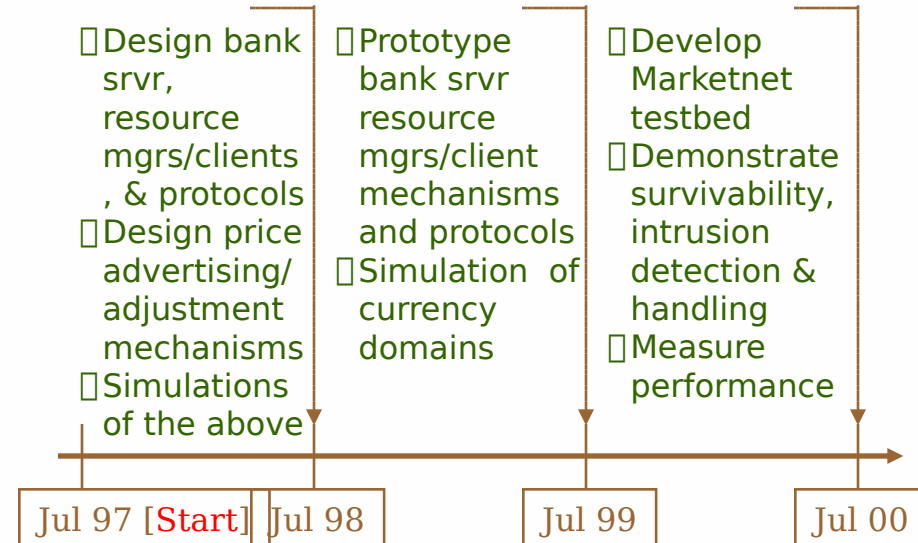 Design bank
srvr,
resource
mgrs/clients
, & protocols
Design price
advertising/
adjustment
mechanisms
Simulations
of the above
Prototype
bank srvr
resource
mgrs/client
mechanisms
and protocols
Simulation of
currency
domains
Develop
Marketnet
testbed
Demonstrate
survivability,
intrusion
detection &
handling
Measure
performance
Jul 97 [Start]
Jul 98
Jul 99
Jul 00